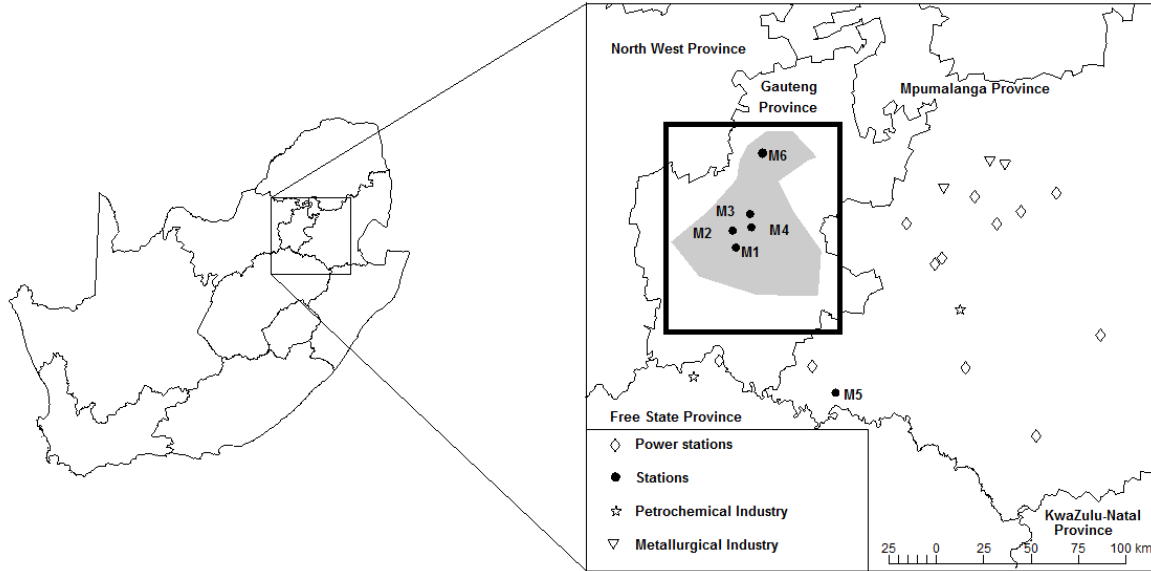 North West Province
Gauteng
Province
Mpumalanga Province
M6
M3
M2
M4
M1
M5
Free State Province
Power stations
Stations
Petrochemical Industry
Metallurgical Industry
KwaZulu-Natal
Province
25 0 25 50 75 100 km